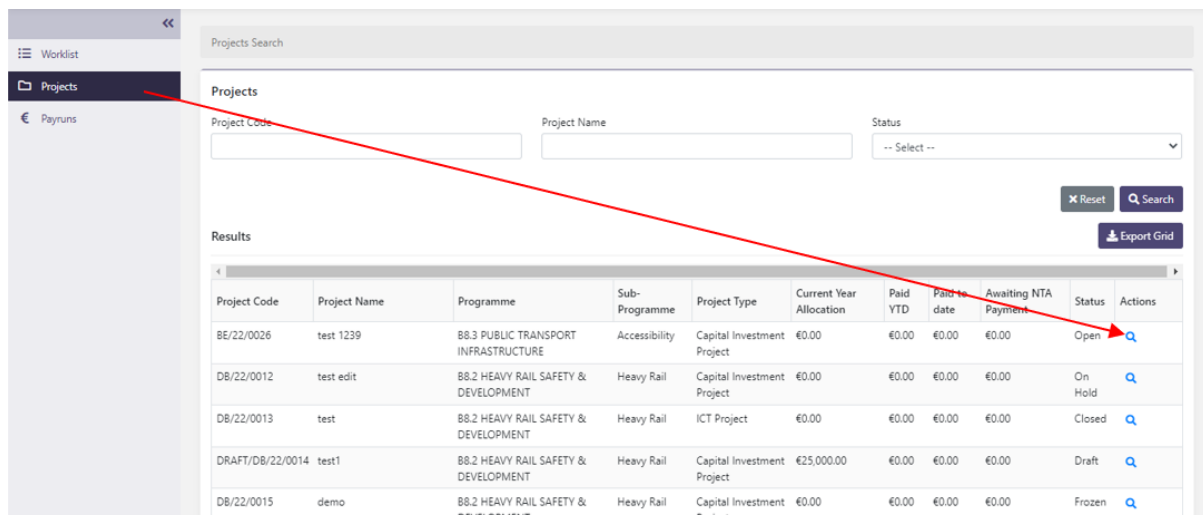 «
Worklist
Projects
€ Payruns
Projects Search
Projects
Project Code Project Name Status
-- Select --
Reset Search
Results Export Grid
Project Code Project Name Programme Sub-Programme Project Type Current Year Allocation Paid YTD Paid to date Awaiting NTA Payment Status Actions
BE/22/0026 test 1239 B8.3 PUBLIC TRANSPORT INFRASTRUCTURE Accessibility Capital Investment Project €0.00 €0.00 €0.00 €0.00 Open
DB/22/0012 test edit B8.2 HEAVY RAIL SAFETY & DEVELOPMENT Heavy Rail Capital Investment Project €0.00 €0.00 €0.00 €0.00 On Hold
DB/22/0013 test B8.2 HEAVY RAIL SAFETY & DEVELOPMENT Heavy Rail ICT Project €0.00 €0.00 €0.00 €0.00 Closed
DRAFT/DB/22/0014 test1 B8.2 HEAVY RAIL SAFETY & DEVELOPMENT Heavy Rail Capital Investment Project €25,000.00 €0.00 €0.00 €0.00 Draft
DB/22/0015 demo B8.2 HEAVY RAIL SAFETY & Heavy Rail Capital Investment €0.00 €0.00 €0.00 €0.00 Frozen